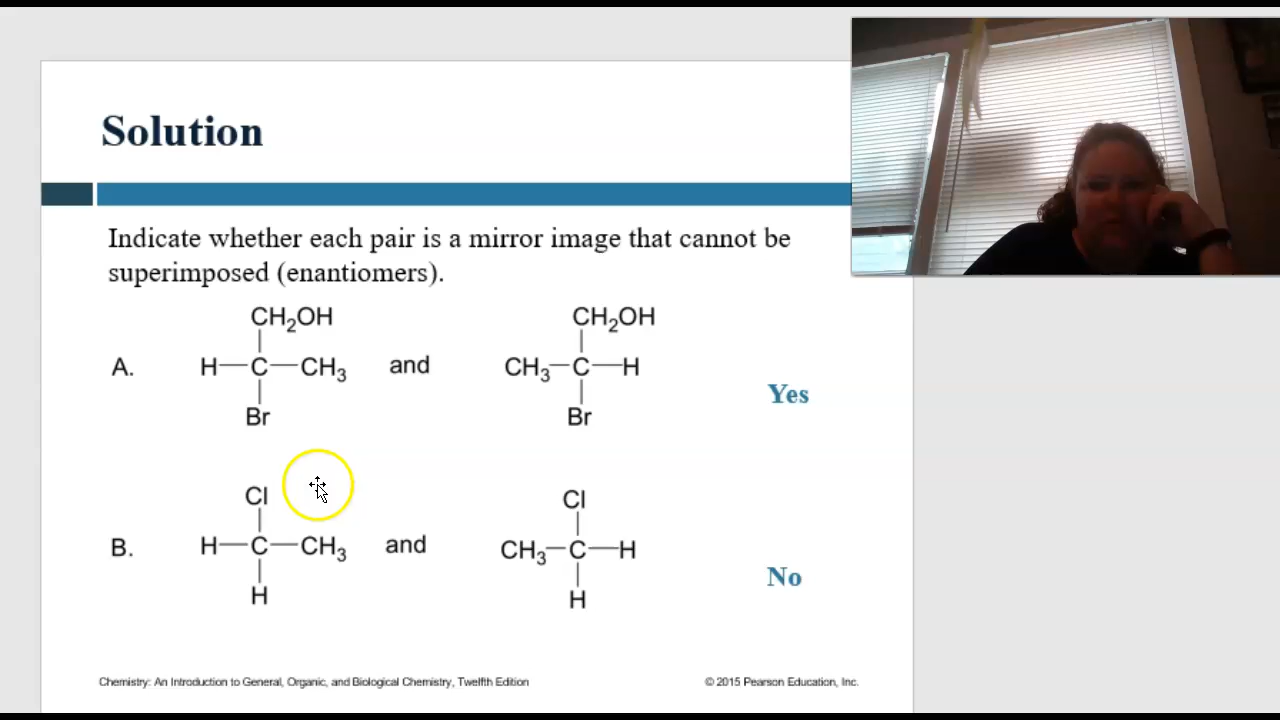 Solution
Indicate whether each pair is a mirror image that cannot be
superimposed (enantiomers).
CH₂OH CH₂OH
A. H—C—CH₃ and CH₃—C—H Yes
Br Br
Cl Cl
B. H—C—CH₃ and CH₃—C—H No
H H
Chemistry: An Introduction to General, Organic, and Biological Chemistry, Twelfth Edition © 2015 Pearson Education, Inc.